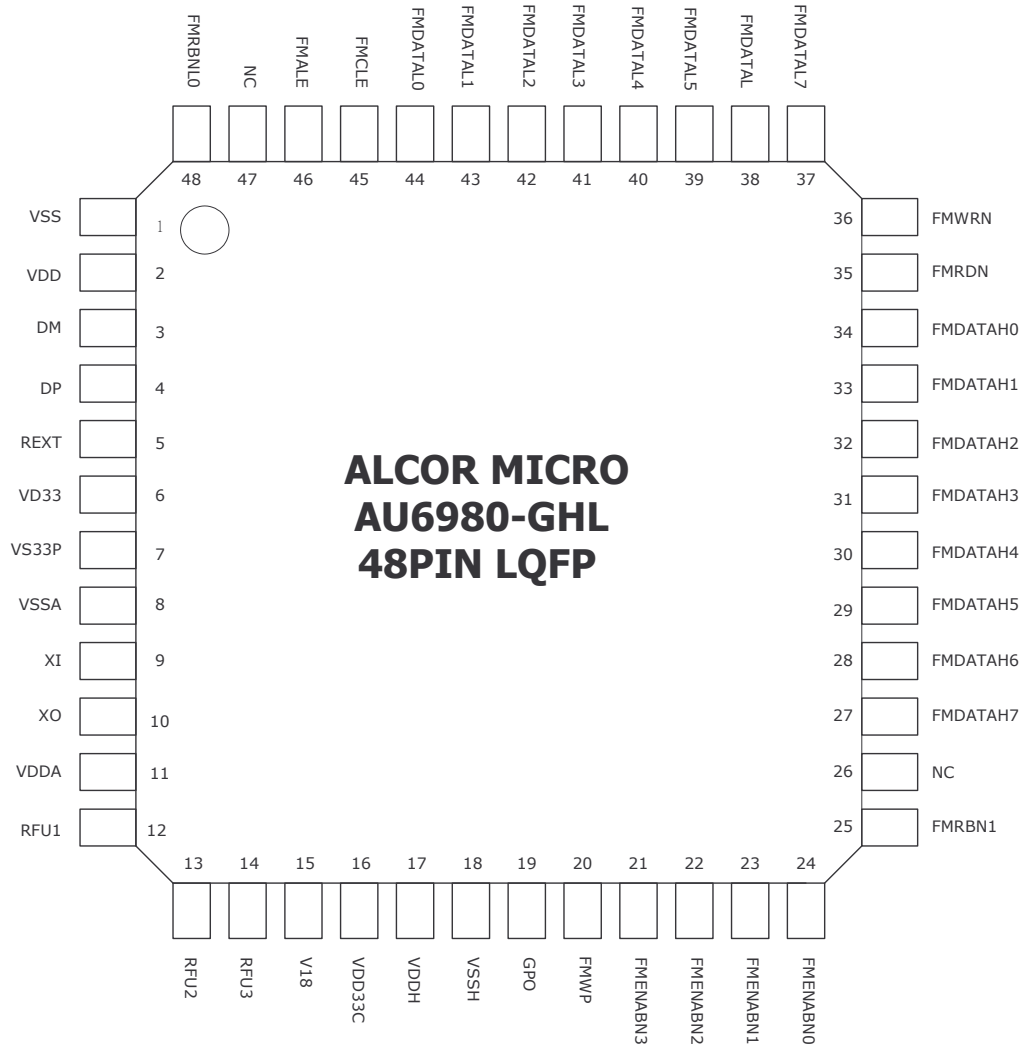 FMRBNL0
NC
FMALE
FMCLE
FMDATAL0
FMDATAL1
FMDATAL2
FMDATAL3
FMDATAL4
FMDATAL5
FMDATAL
FMDATAL7
48 47 46 45 44 43 42 41 40 39 38 37
VSS 1
VDD 2
DM 3
DP 4
REXT 5
VD33 6
VS33P 7
VSSA 8
XI 9
XO 10
VDDA 11
RFU1 12
ALCOR MICRO
AU6980-GHL
48PIN LQFP
36 FMWRN
35 FMRDN
34 FMDATAH0
33 FMDATAH1
32 FMDATAH2
31 FMDATAH3
30 FMDATAH4
29 FMDATAH5
28 FMDATAH6
27 FMDATAH7
26 NC
25 FMRBN1
13 14 15 16 17 18 19 20 21 22 23 24
RFU2
RFU3
V18
VDD33C
VDDH
VSSH
GPO
FMWP
FMENABN3
FMENABN2
FMENABN1
FMENABN0